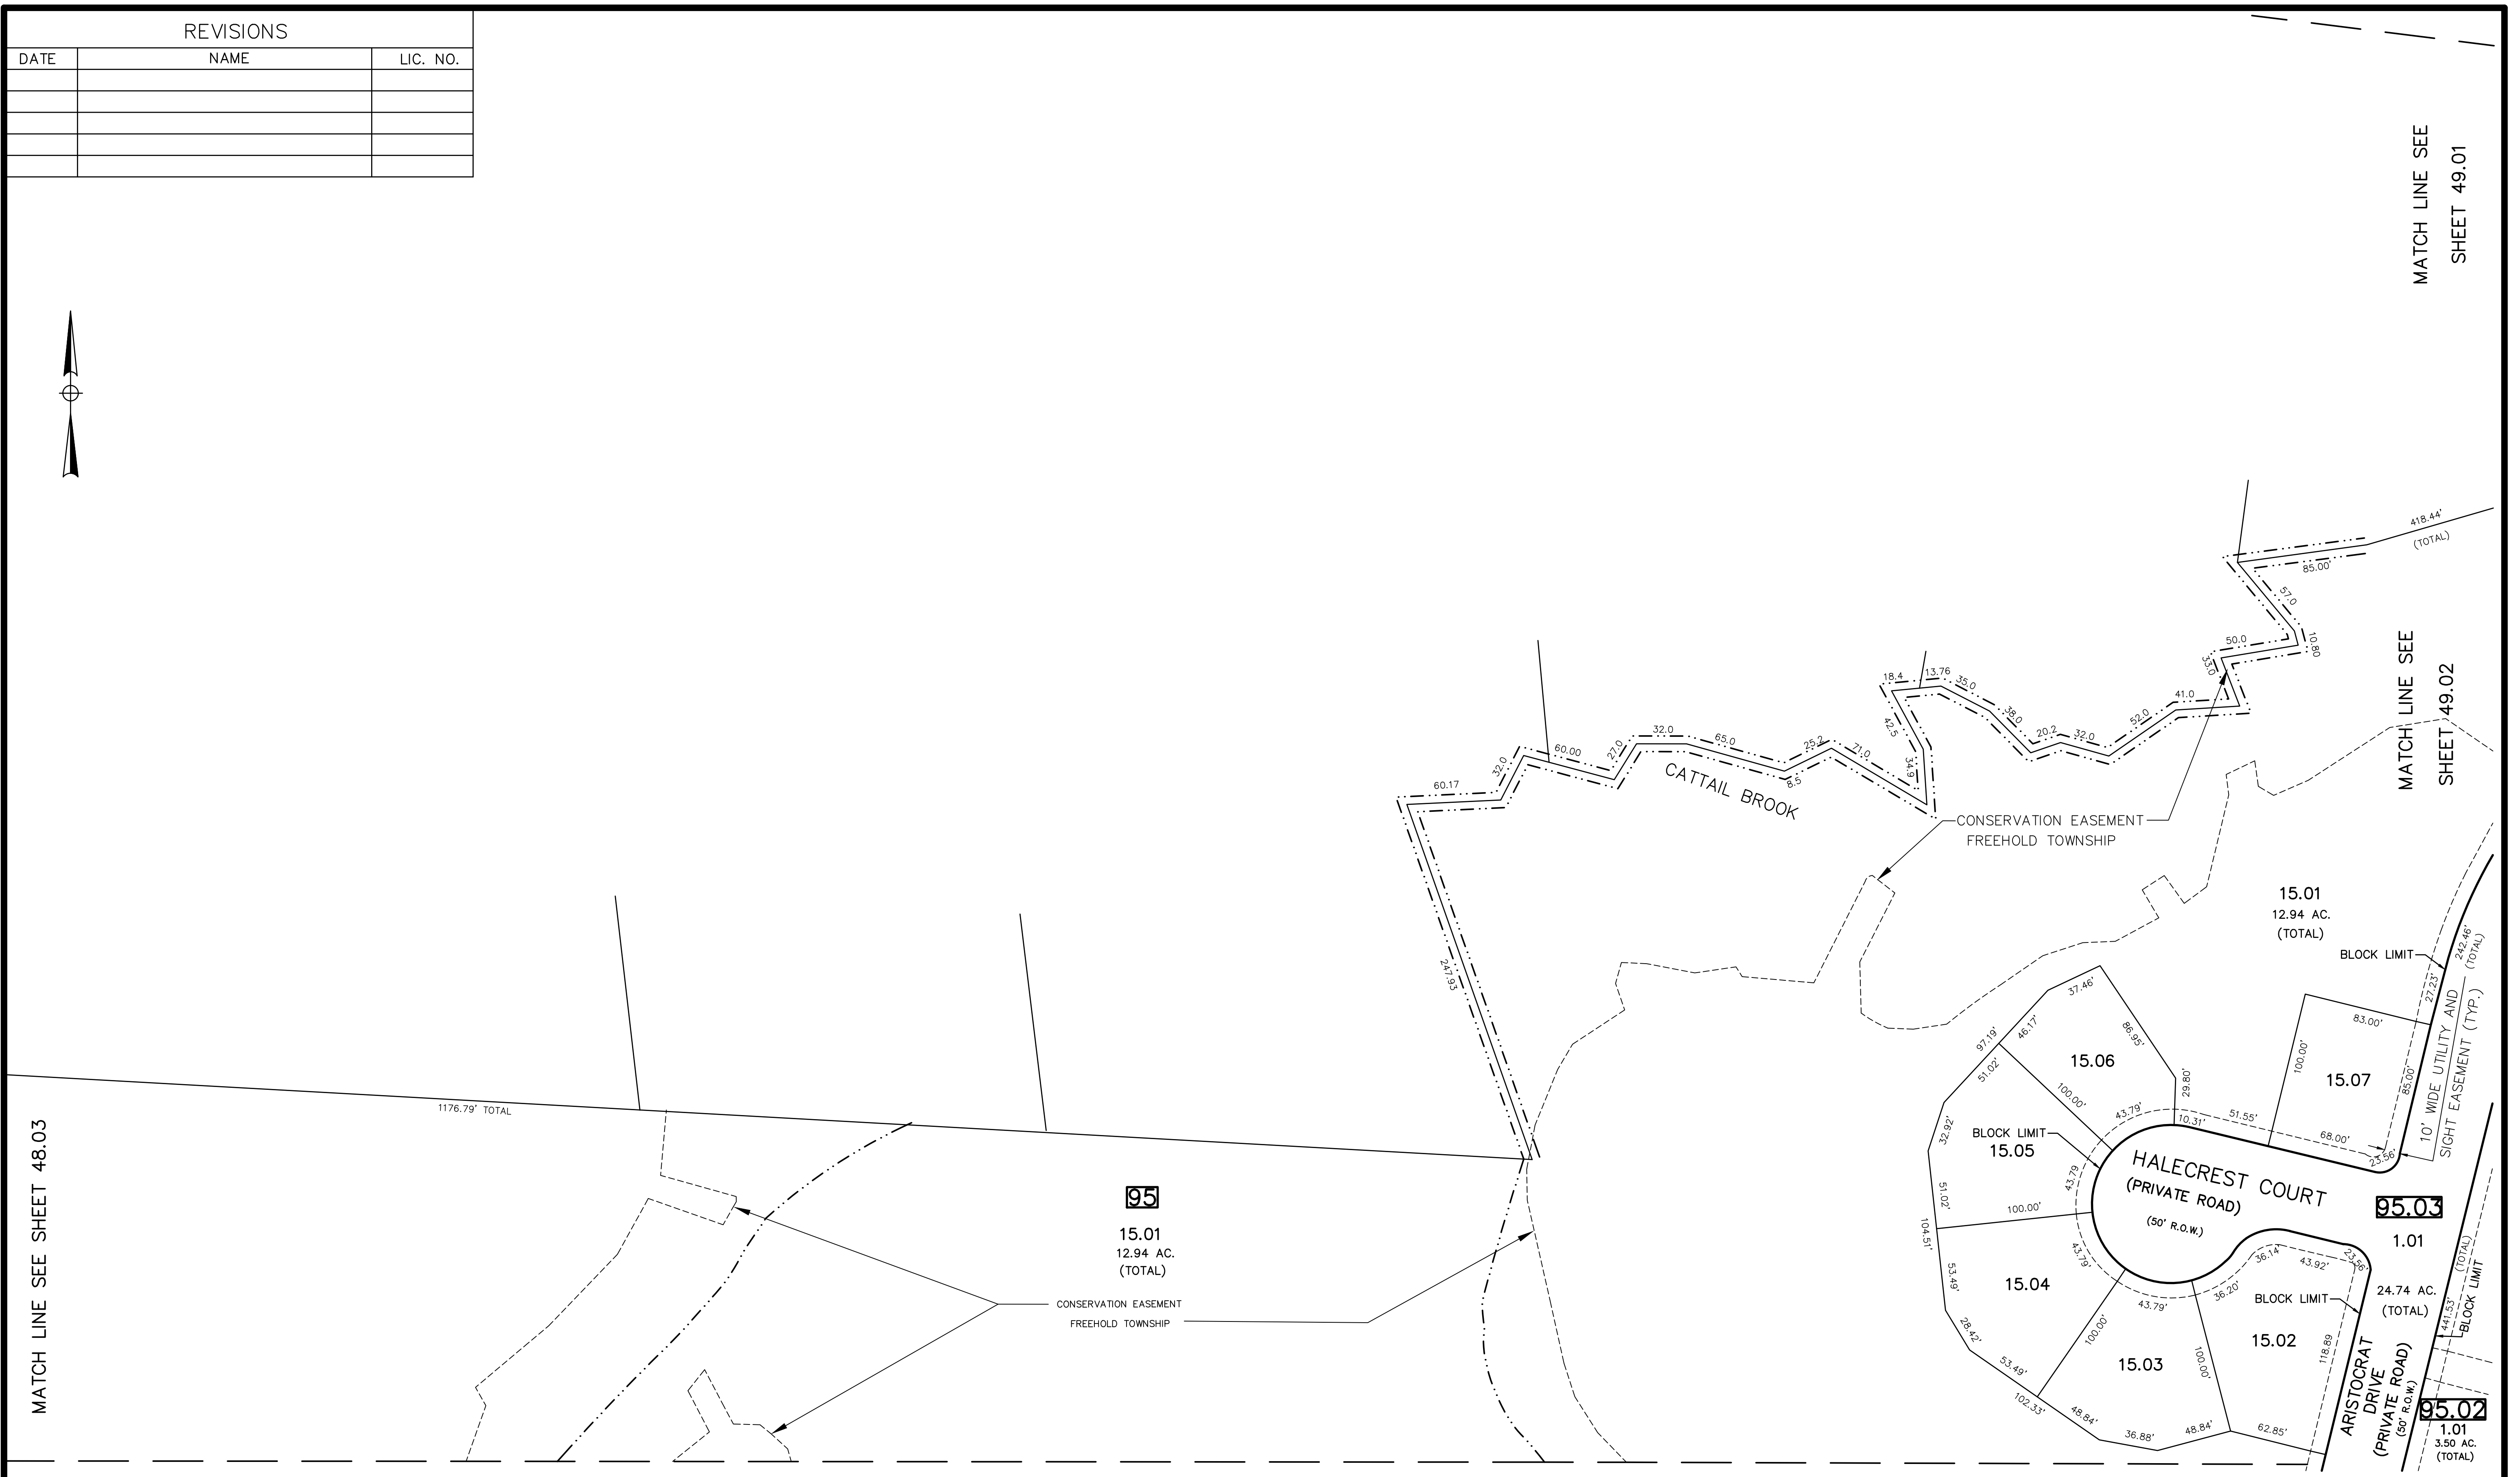 REVISIONS
DATE NAME LIC. NO.
MATCH LINE SEE
SHEET 49.01
418.44'
(TOTAL)
85.00'
57.0
10.80
50.0
33.0
41.0
52.0
32.0
20.2
38.0
35.0
13.76
18.4
42.5
34.9
71.0
25.2
8.5
65.0
32.0
27.0
60.00
32.0
60.17
247.93
CATTAIL BROOK
MATCH LINE SEE
SHEET 49.02
CONSERVATION EASEMENT
FREEHOLD TOWNSHIP
15.01
12.94 AC.
(TOTAL)
BLOCK LIMIT
242.46'
(TOTAL)
27.23'
10' WIDE UTILITY AND
SIGHT EASEMENT (TYP.)
37.46'
46.17'
97.19'
51.02'
86.95'
15.06
29.80'
100.00'
43.79'
10.31'
51.55'
83.00'
100.00'
15.07
85.00'
68.00'
23.56'
32.92'
BLOCK LIMIT
15.05
43.79
51.02'
100.00'
104.51'
HALECREST COURT
(PRIVATE ROAD)
(50' R.O.W.)
95.03
1.01
24.74 AC.
(TOTAL)
43.79'
53.49'
15.04
28.42'
53.49'
102.33'
100.00'
43.79'
36.20'
36.14'
43.92'
23.56'
BLOCK LIMIT
15.02
118.89
15.03
100.00'
48.84'
36.88'
48.84'
62.85'
ARISTOCRAT
DRIVE
(PRIVATE ROAD)
(50' R.O.W.)
441.53'
(TOTAL)
BLOCK LIMIT
95.02
1.01
3.50 AC.
(TOTAL)
1176.79' TOTAL
MATCH LINE SEE SHEET 48.03
95
15.01
12.94 AC.
(TOTAL)
CONSERVATION EASEMENT
FREEHOLD TOWNSHIP